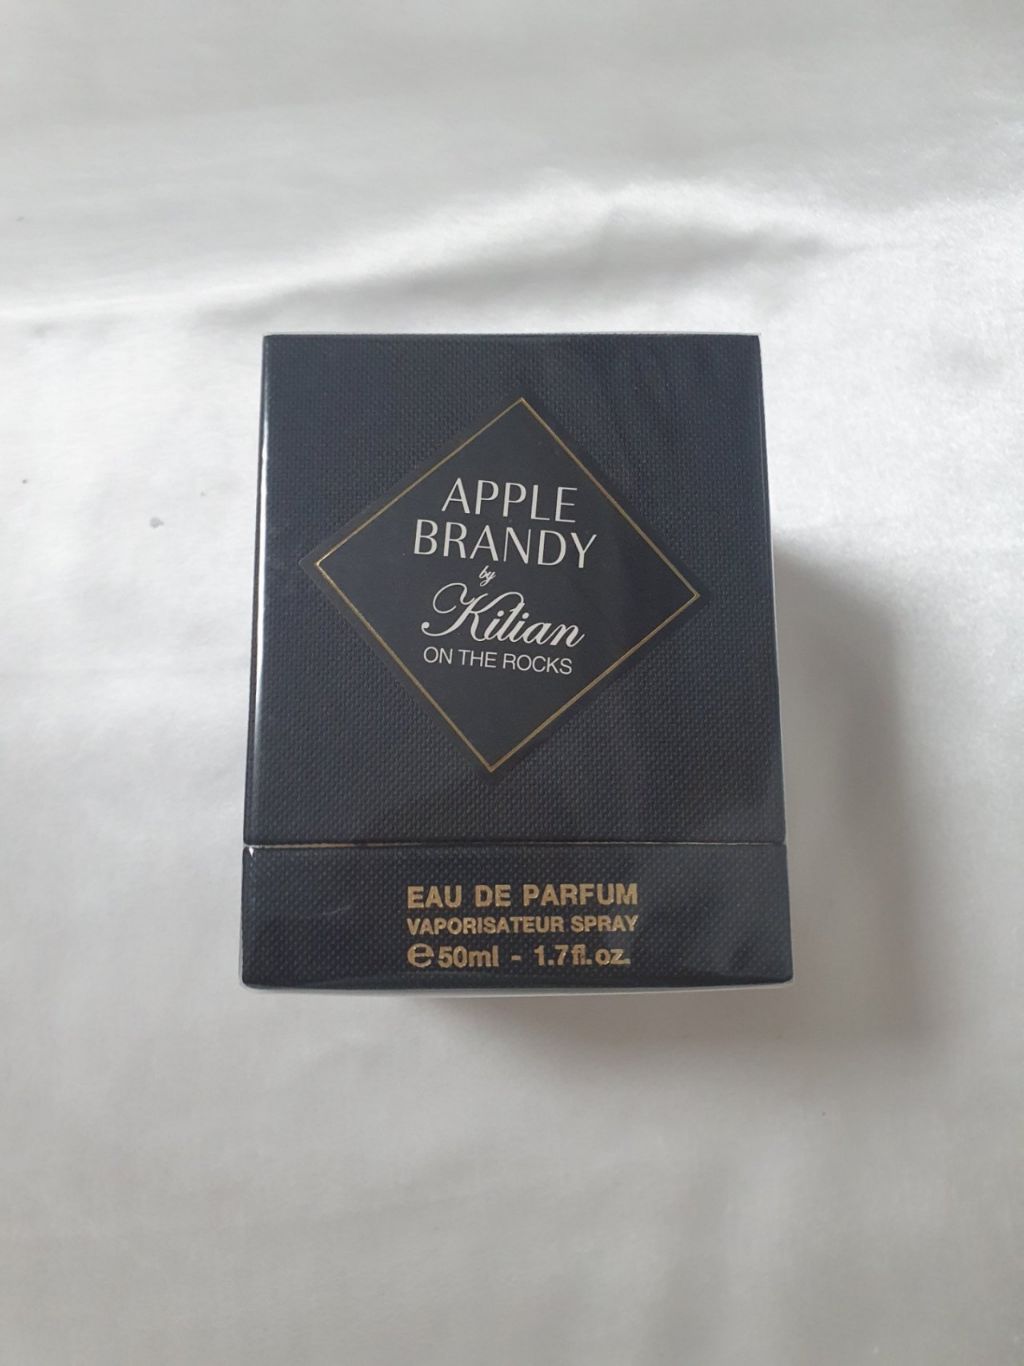 APPLE
BRANDY
by
Kilian
ON THE ROCKS
EAU DE PARFUM
VAPORISATEUR SPRAY
℮50ml - 1.7fl.oz.